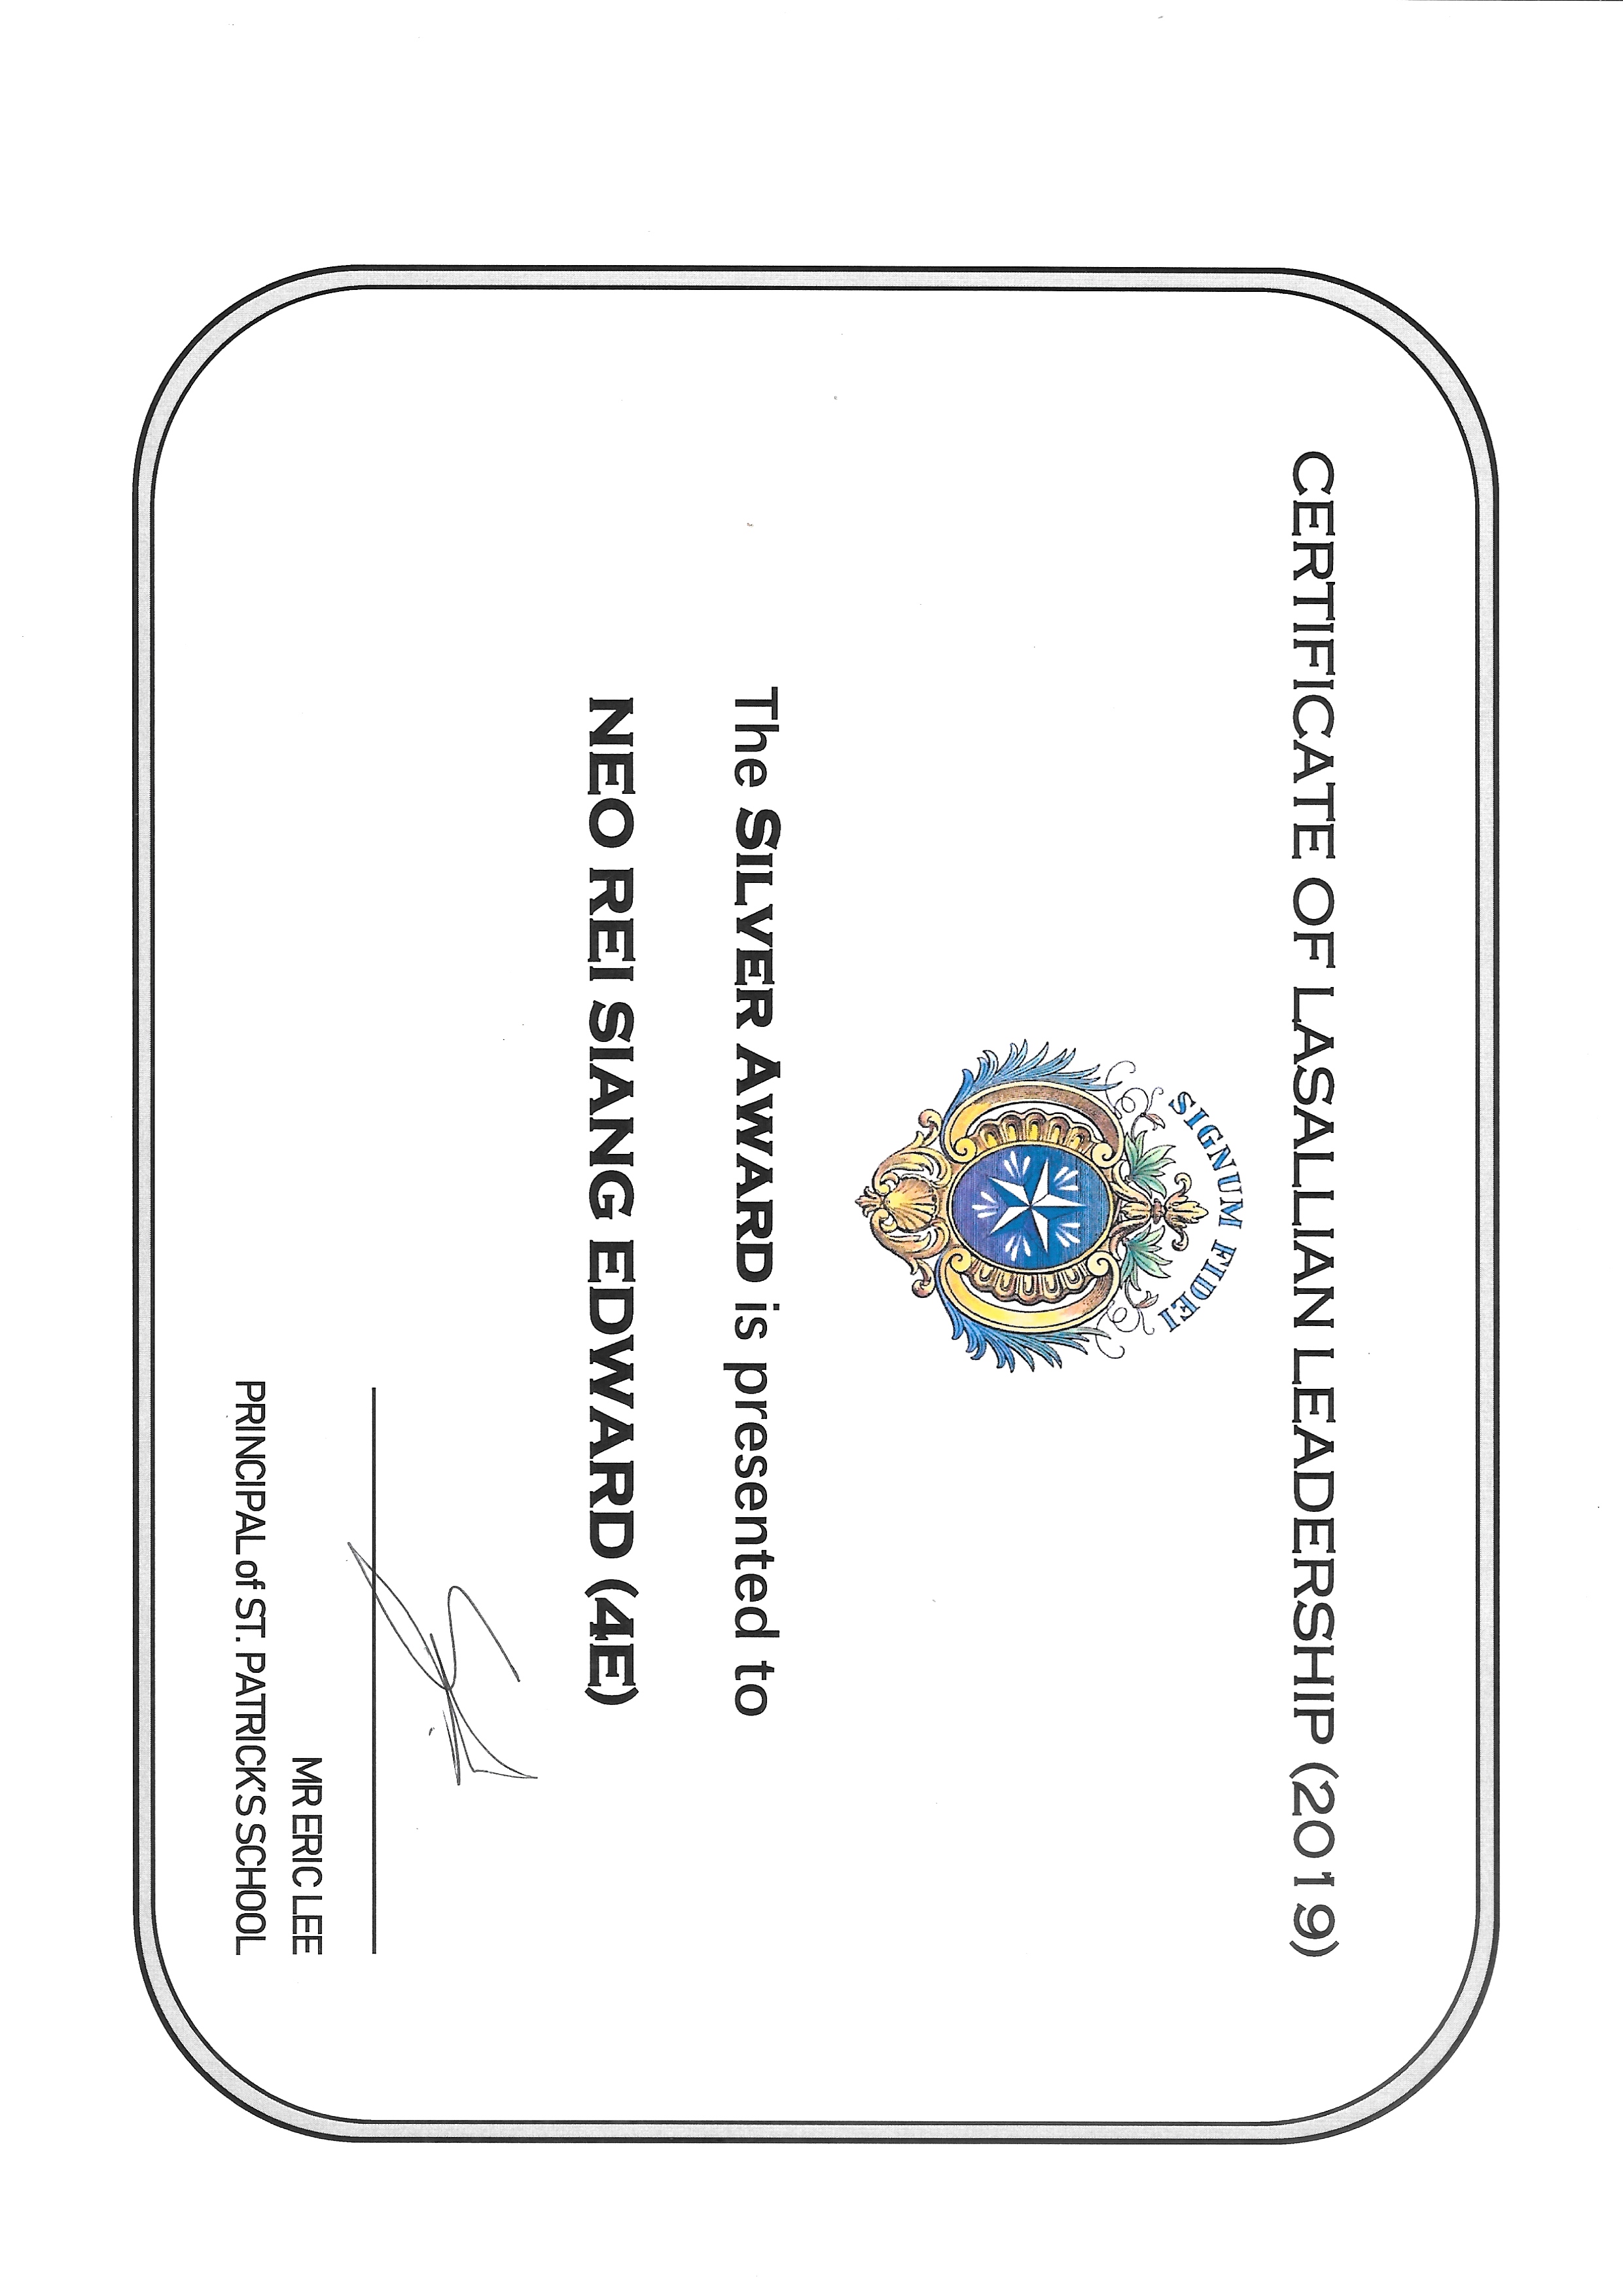 CERTIFICATE OF LASALLIAN LEADERSHIP (2019)
SIGNUM FIDEI
The SILVER AWARD is presented to
NEO REI SIANG EDWARD (4E)
MR ERIC LEE
PRINCIPAL of ST. PATRICK'S SCHOOL